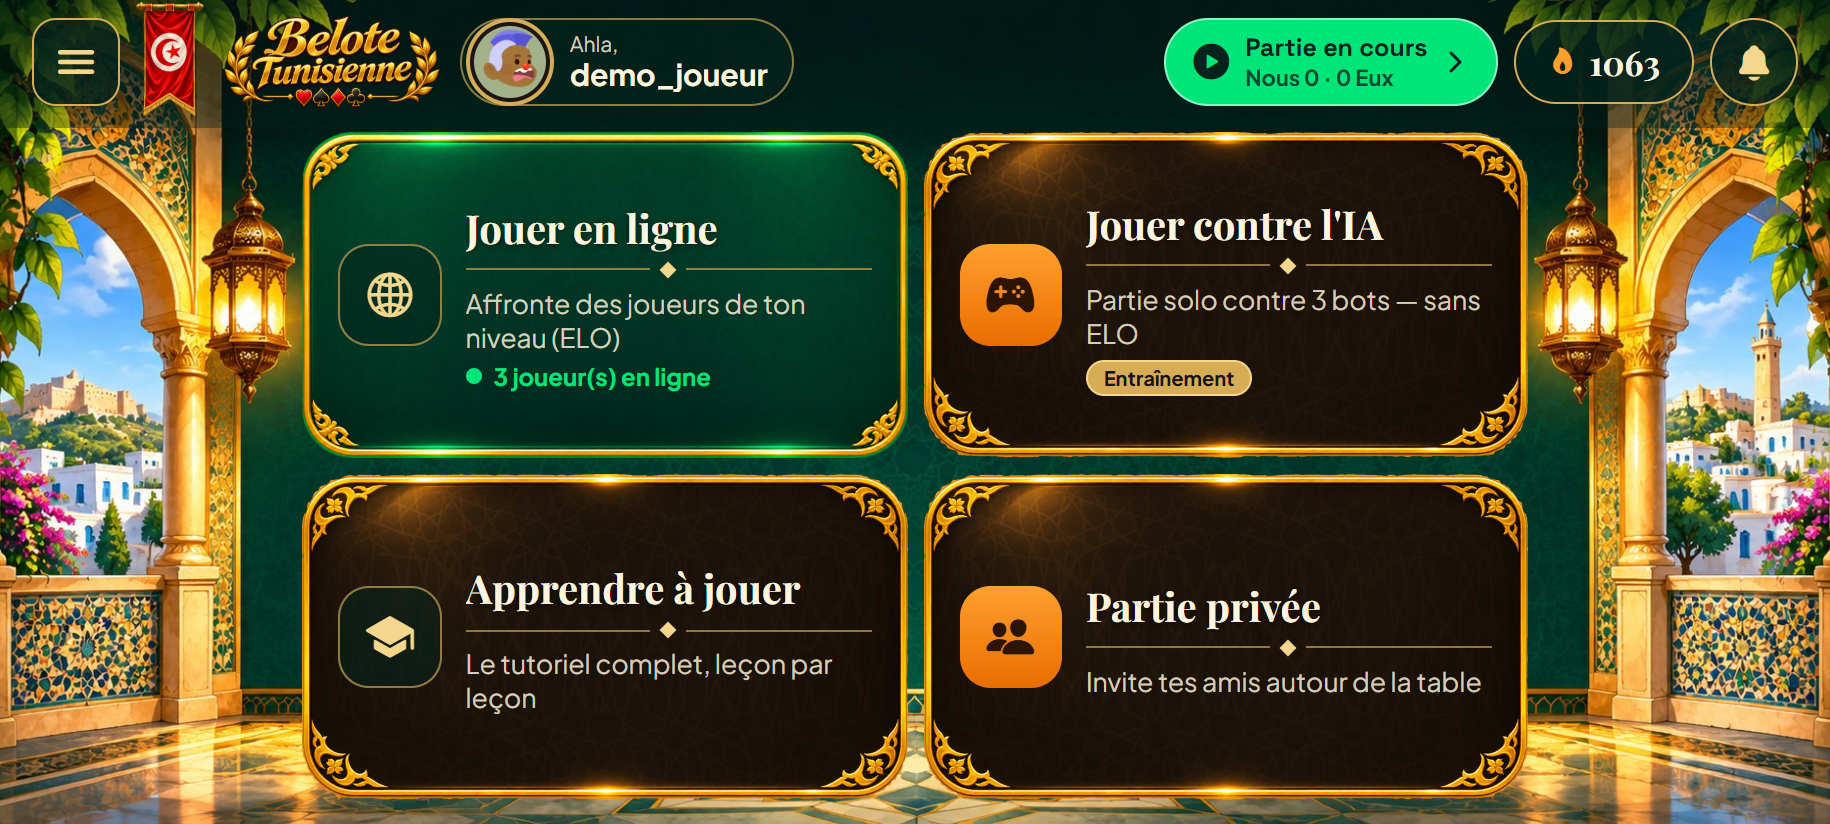 Belote
Tunisienne
Ahla,
demo_joueur
Partie en cours
Nous 0 · 0 Eux
1063
Jouer en ligne
Affronte des joueurs de ton
niveau (ELO)
3 joueur(s) en ligne
Jouer contre l'IA
Partie solo contre 3 bots — sans
ELO
Entraînement
Apprendre à jouer
Le tutoriel complet, leçon par
leçon
Partie privée
Invite tes amis autour de la table